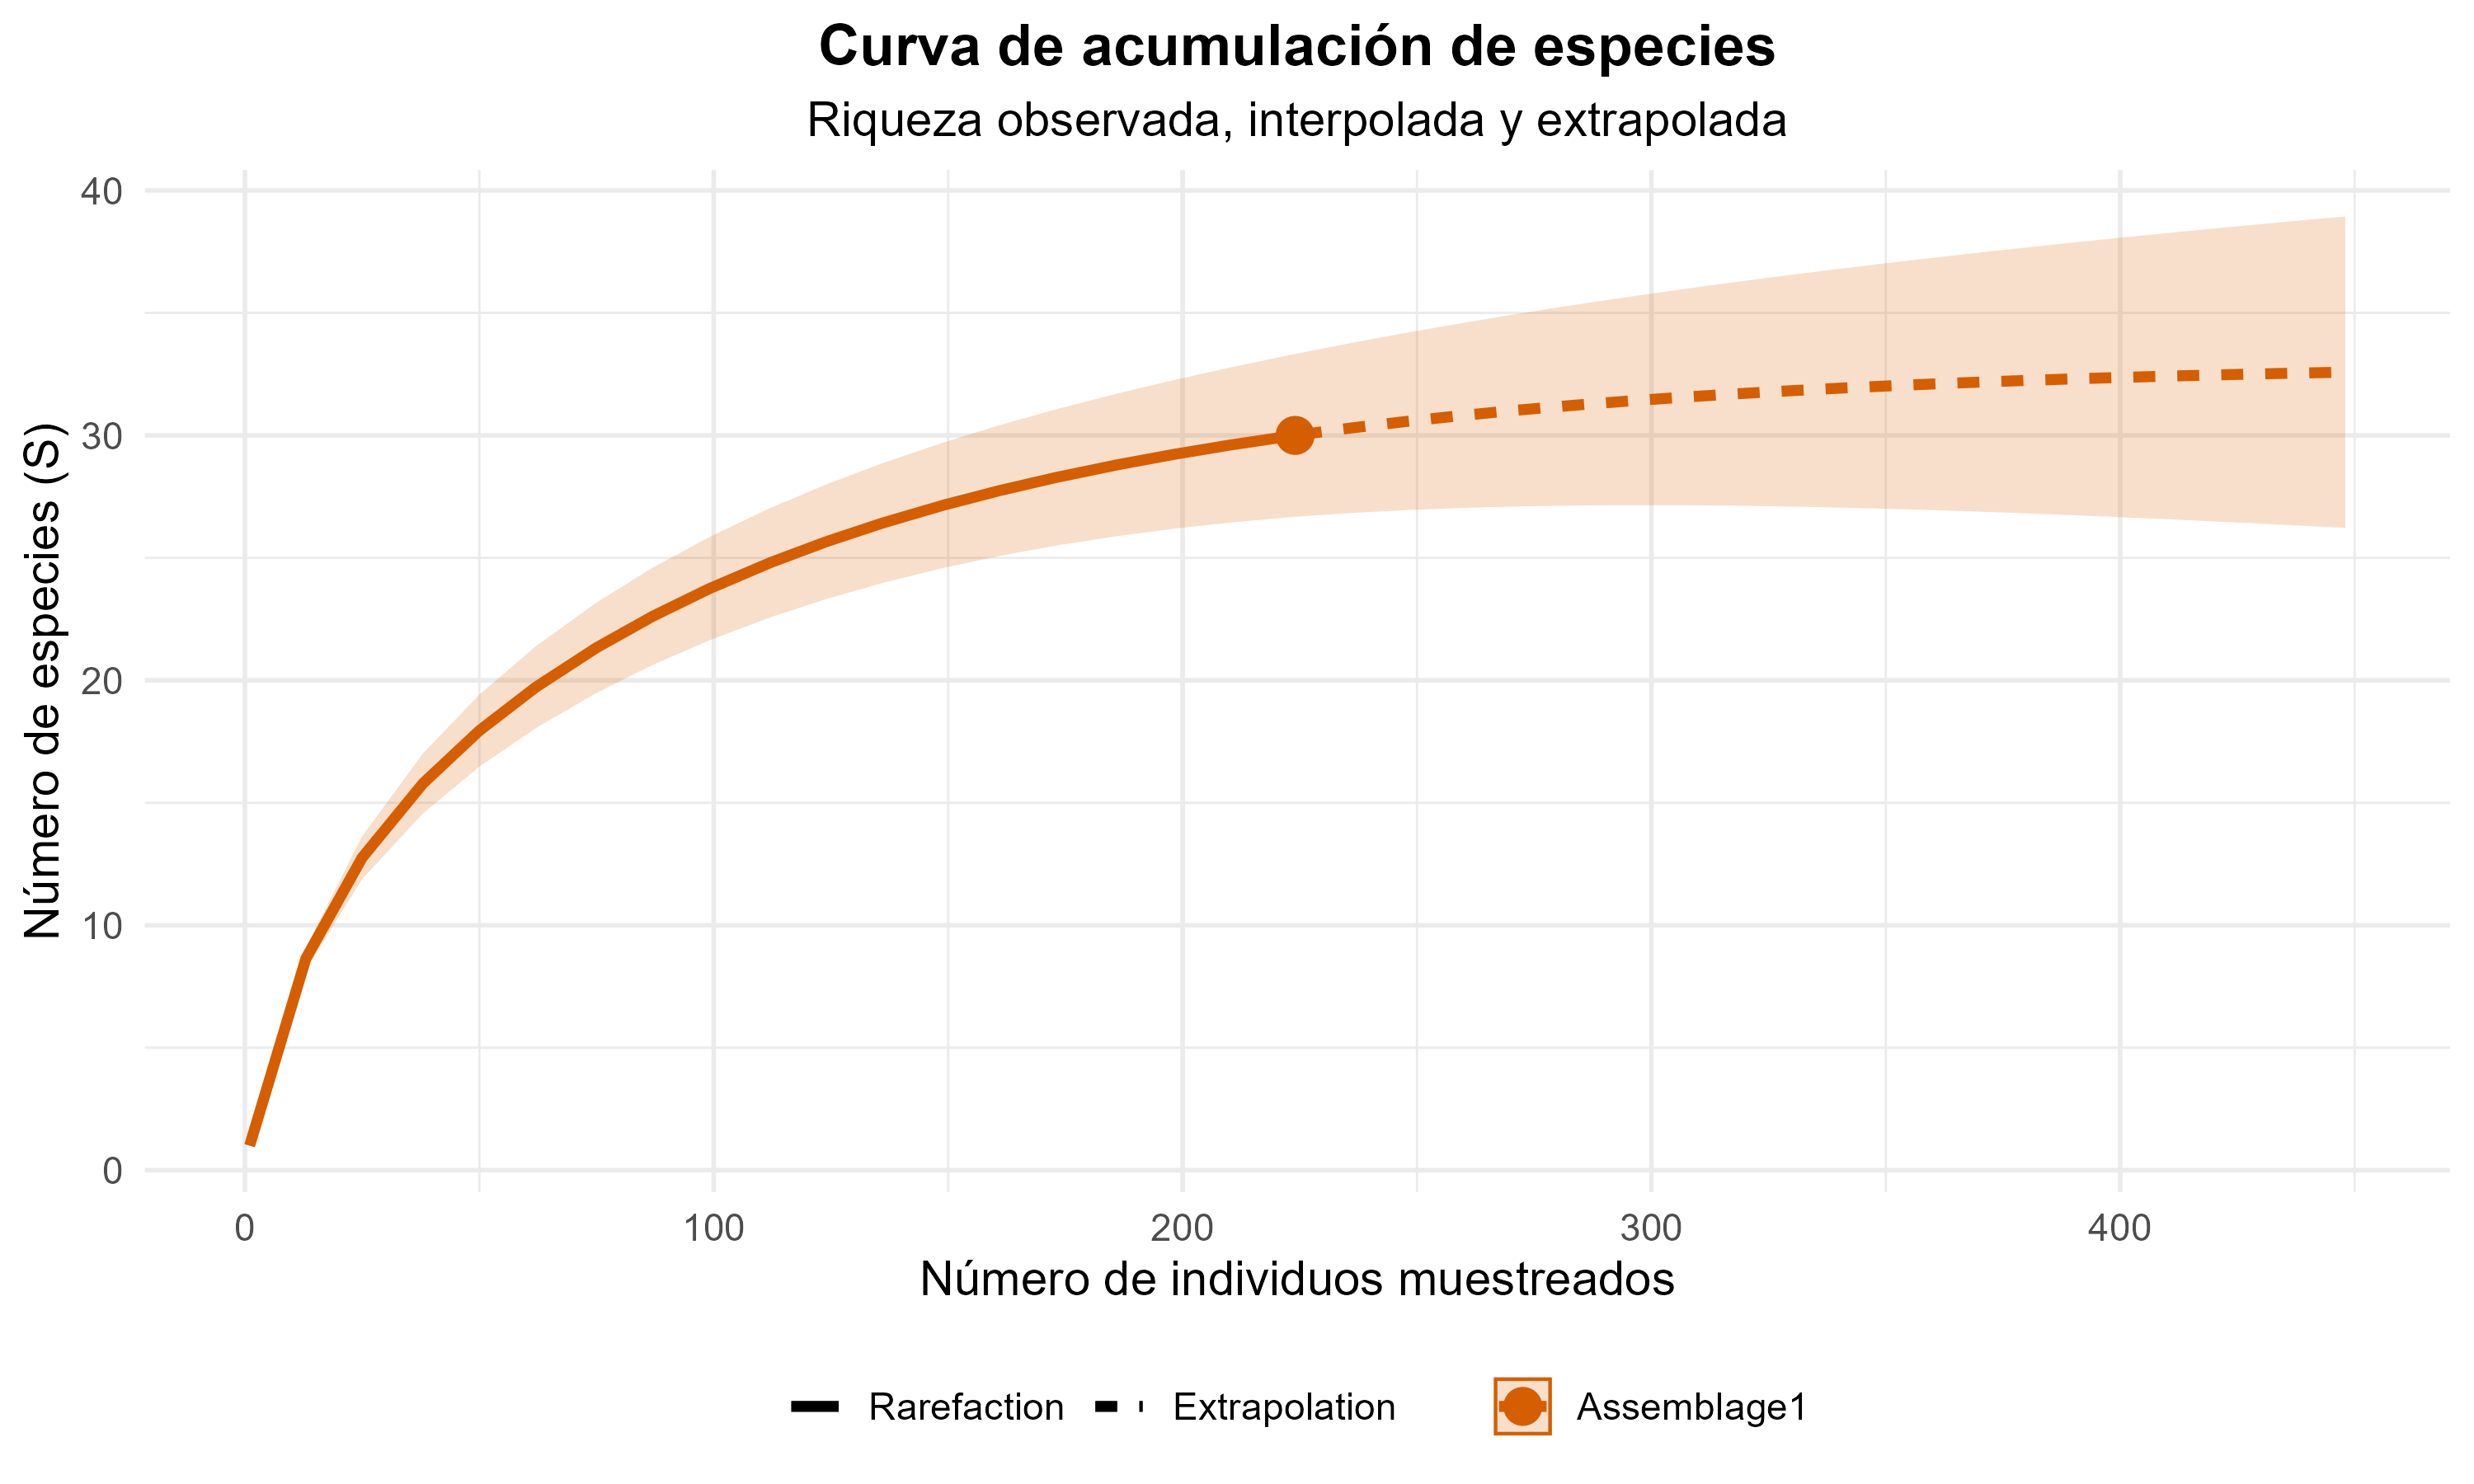 Curva de acumulación de especies
Riqueza observada, interpolada y extrapolada
Número de especies (S)
40
30
20
10
0
0 100 200 300 400
Número de individuos muestreados
Rarefaction Extrapolation Assemblage1